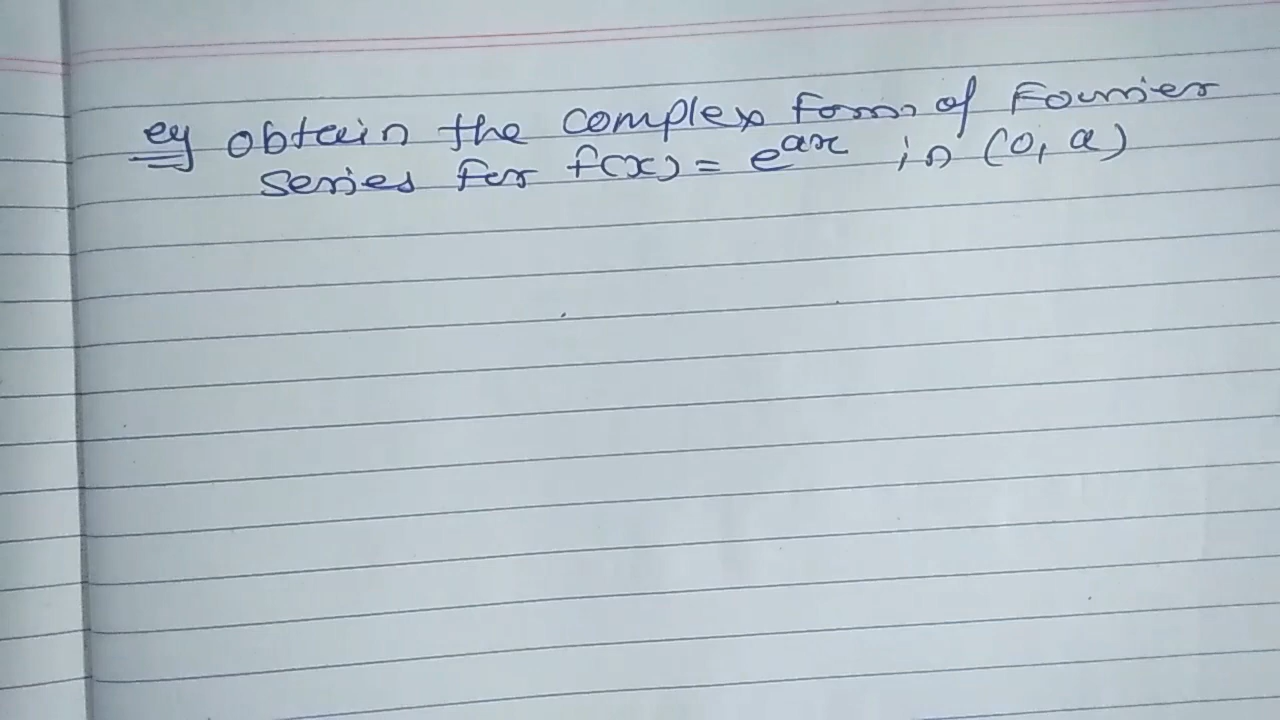 eg obtain the complex form of Fourier
series for f(x) = e^{ax} in (0, a)